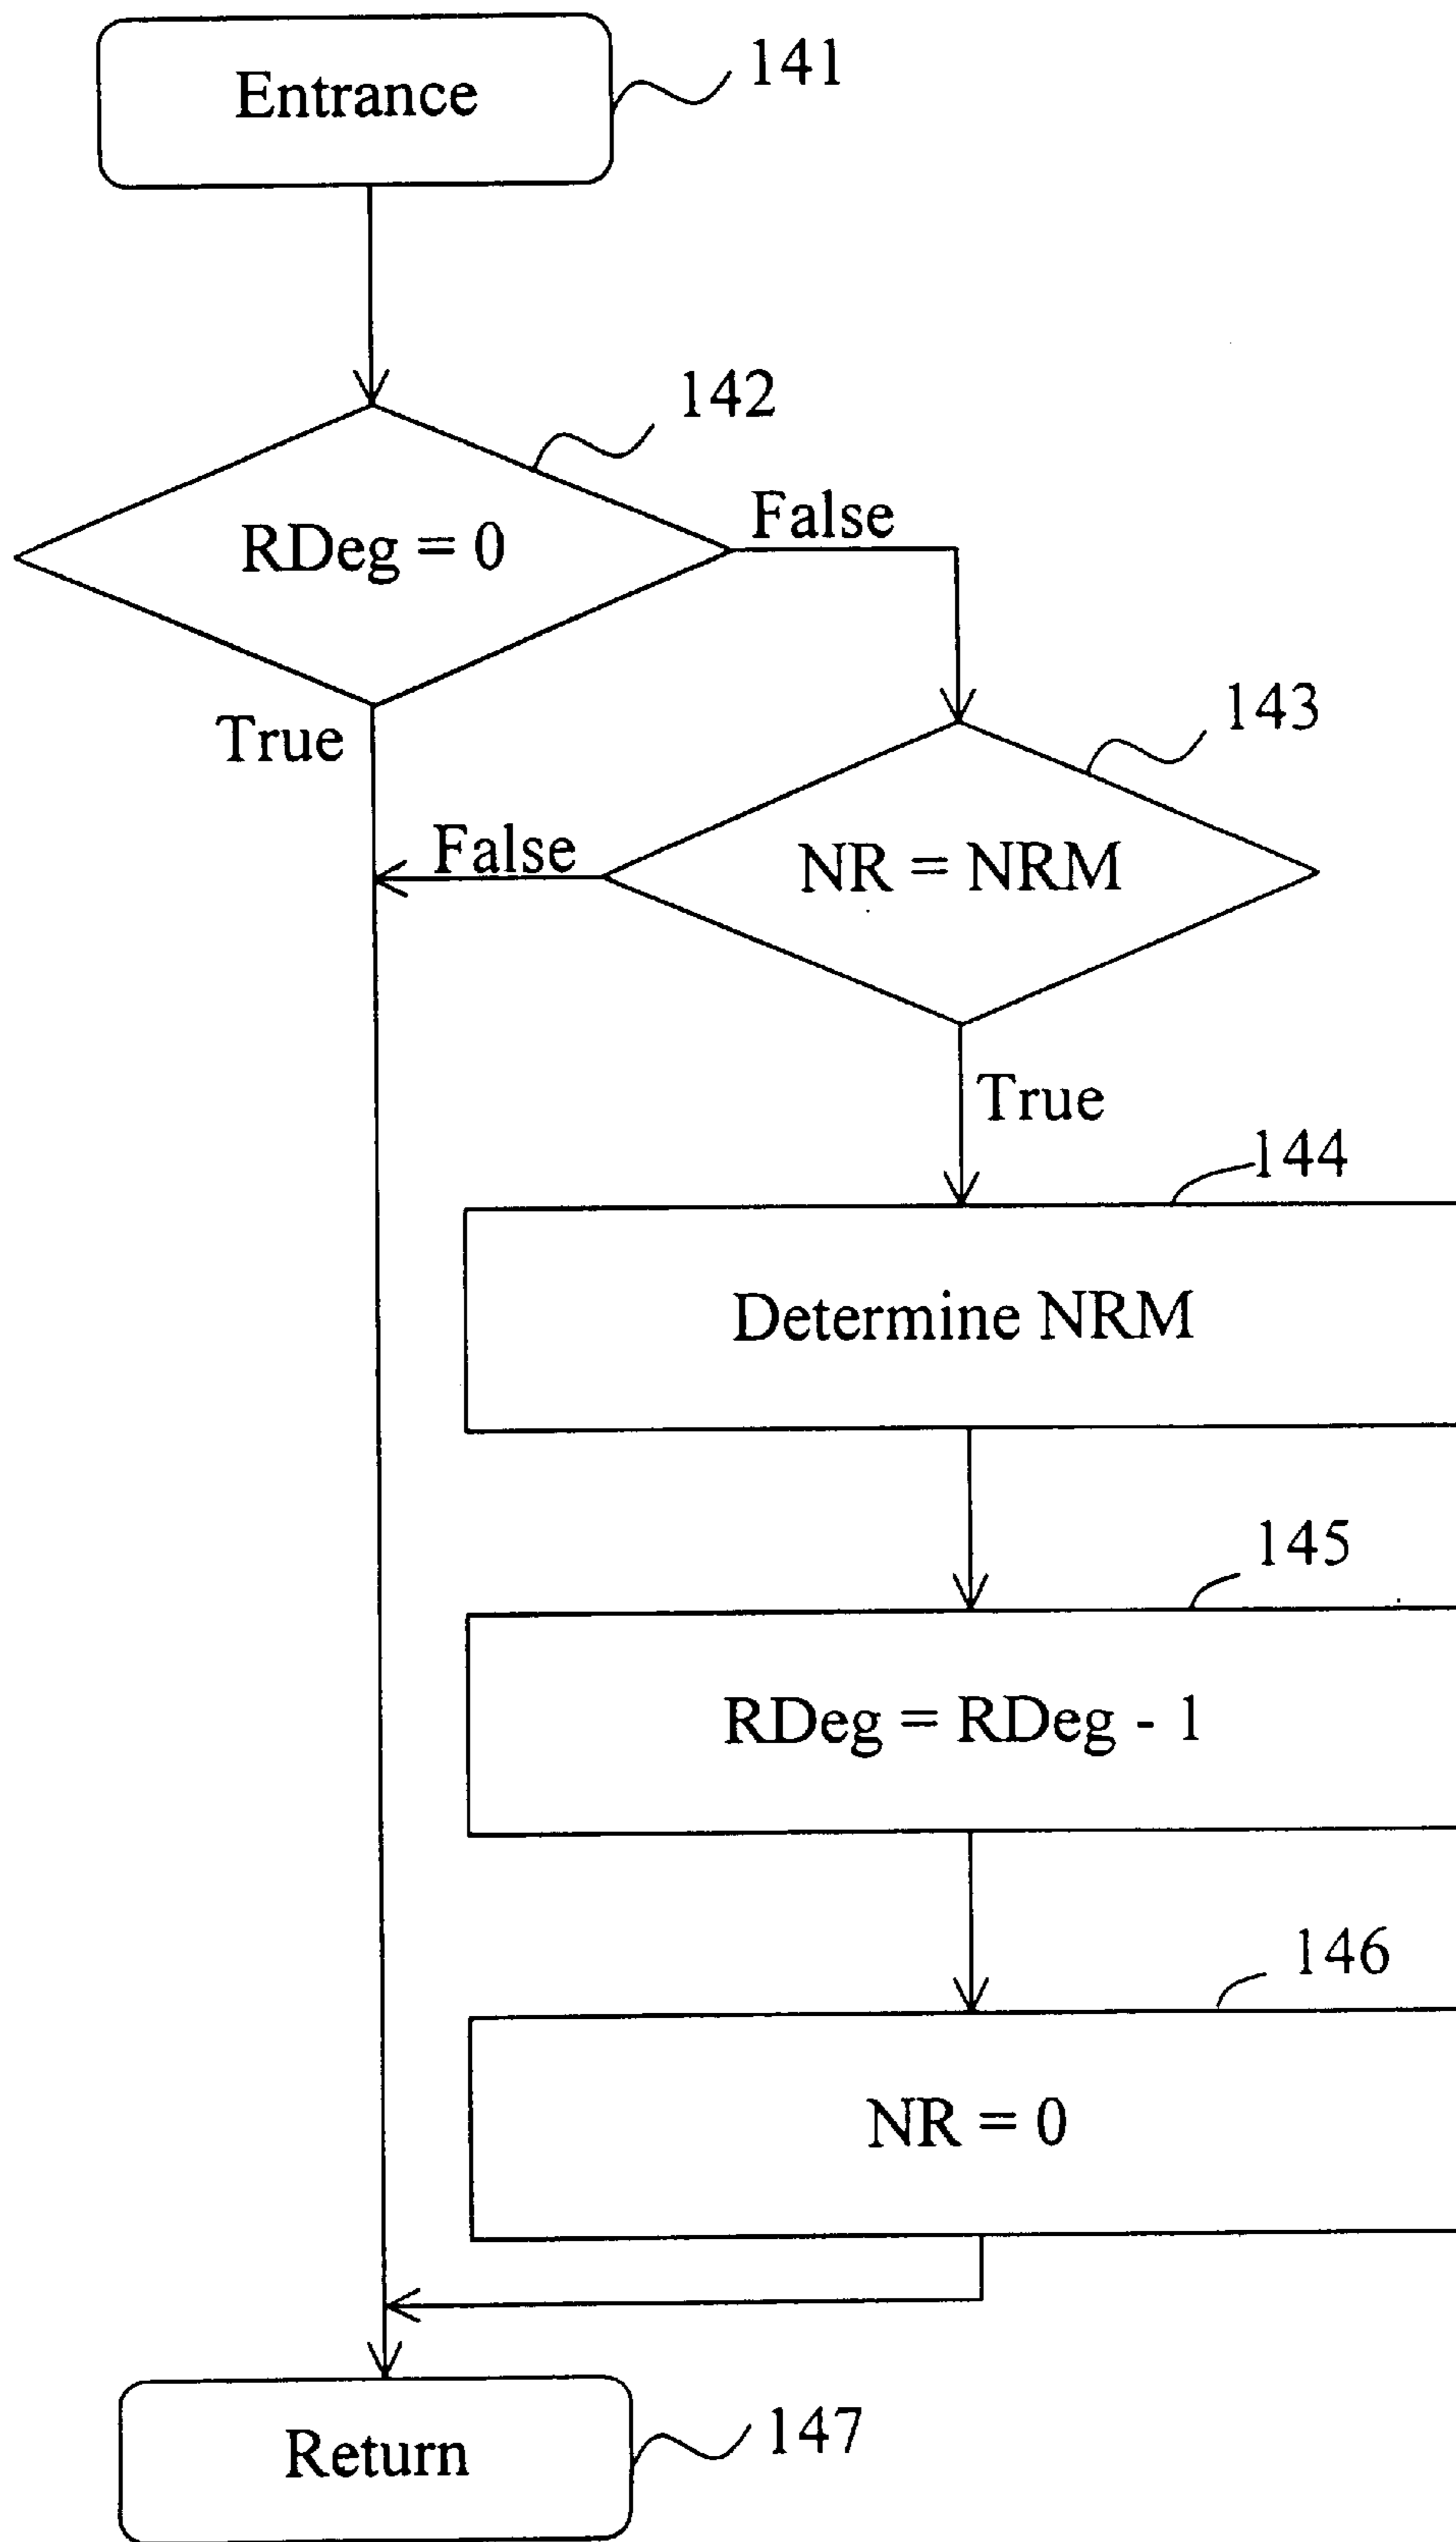 Entrance
141
142
RDeg = 0
False
True
143
NR = NRM
False
True
144
Determine NRM
145
RDeg = RDeg - 1
146
NR = 0
Return
147